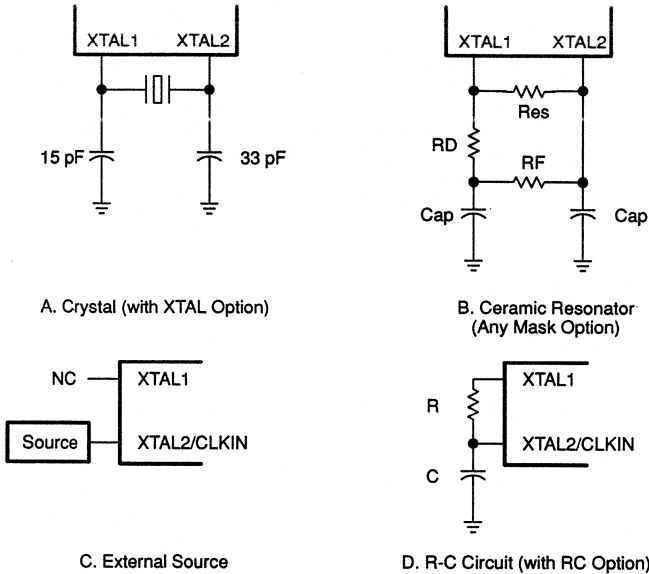 XTAL1 XTAL2
15 pF 33 pF
A. Crystal (with XTAL Option)
XTAL1 XTAL2
Res
RD
RF
Cap Cap
B. Ceramic Resonator
(Any Mask Option)
NC XTAL1
Source XTAL2/CLKIN
C. External Source
XTAL1
R
XTAL2/CLKIN
C
D. R-C Circuit (with RC Option)